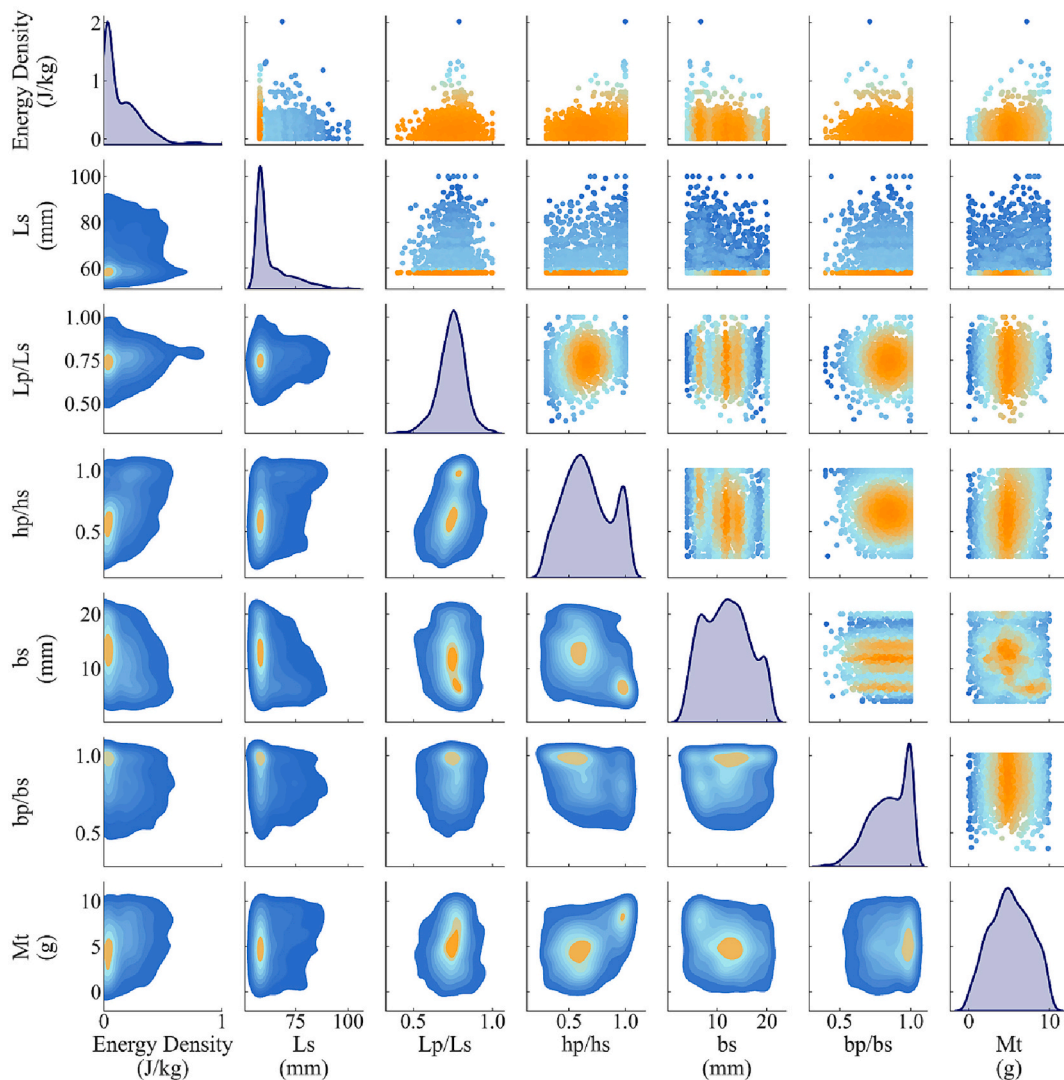 Energy Density
(J/kg)
2
1
0
Ls
(mm)
100
80
60
Lp/Ls
1.00
0.75
0.50
hp/hs
1.0
0.5
bs
(mm)
20
10
bp/bs
1.0
0.5
Mt
(g)
10
5
0
0 1 75 100 0.5 1.0 0.5 1.0 10 20 0.5 1.0 0 10
Energy Density Ls Lp/Ls hp/hs bs bp/bs Mt
(J/kg) (mm) (mm) (g)